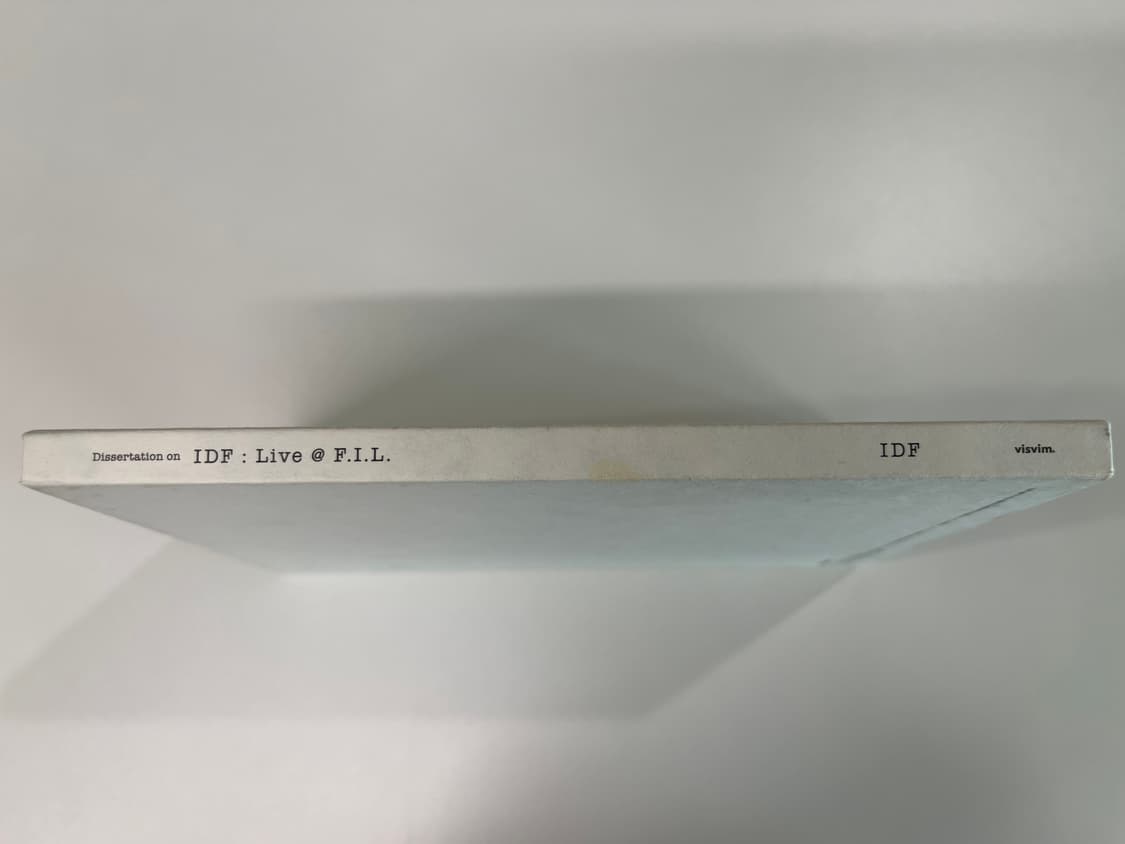 Dissertation on IDF : Live @ F.I.L. IDF visvim.